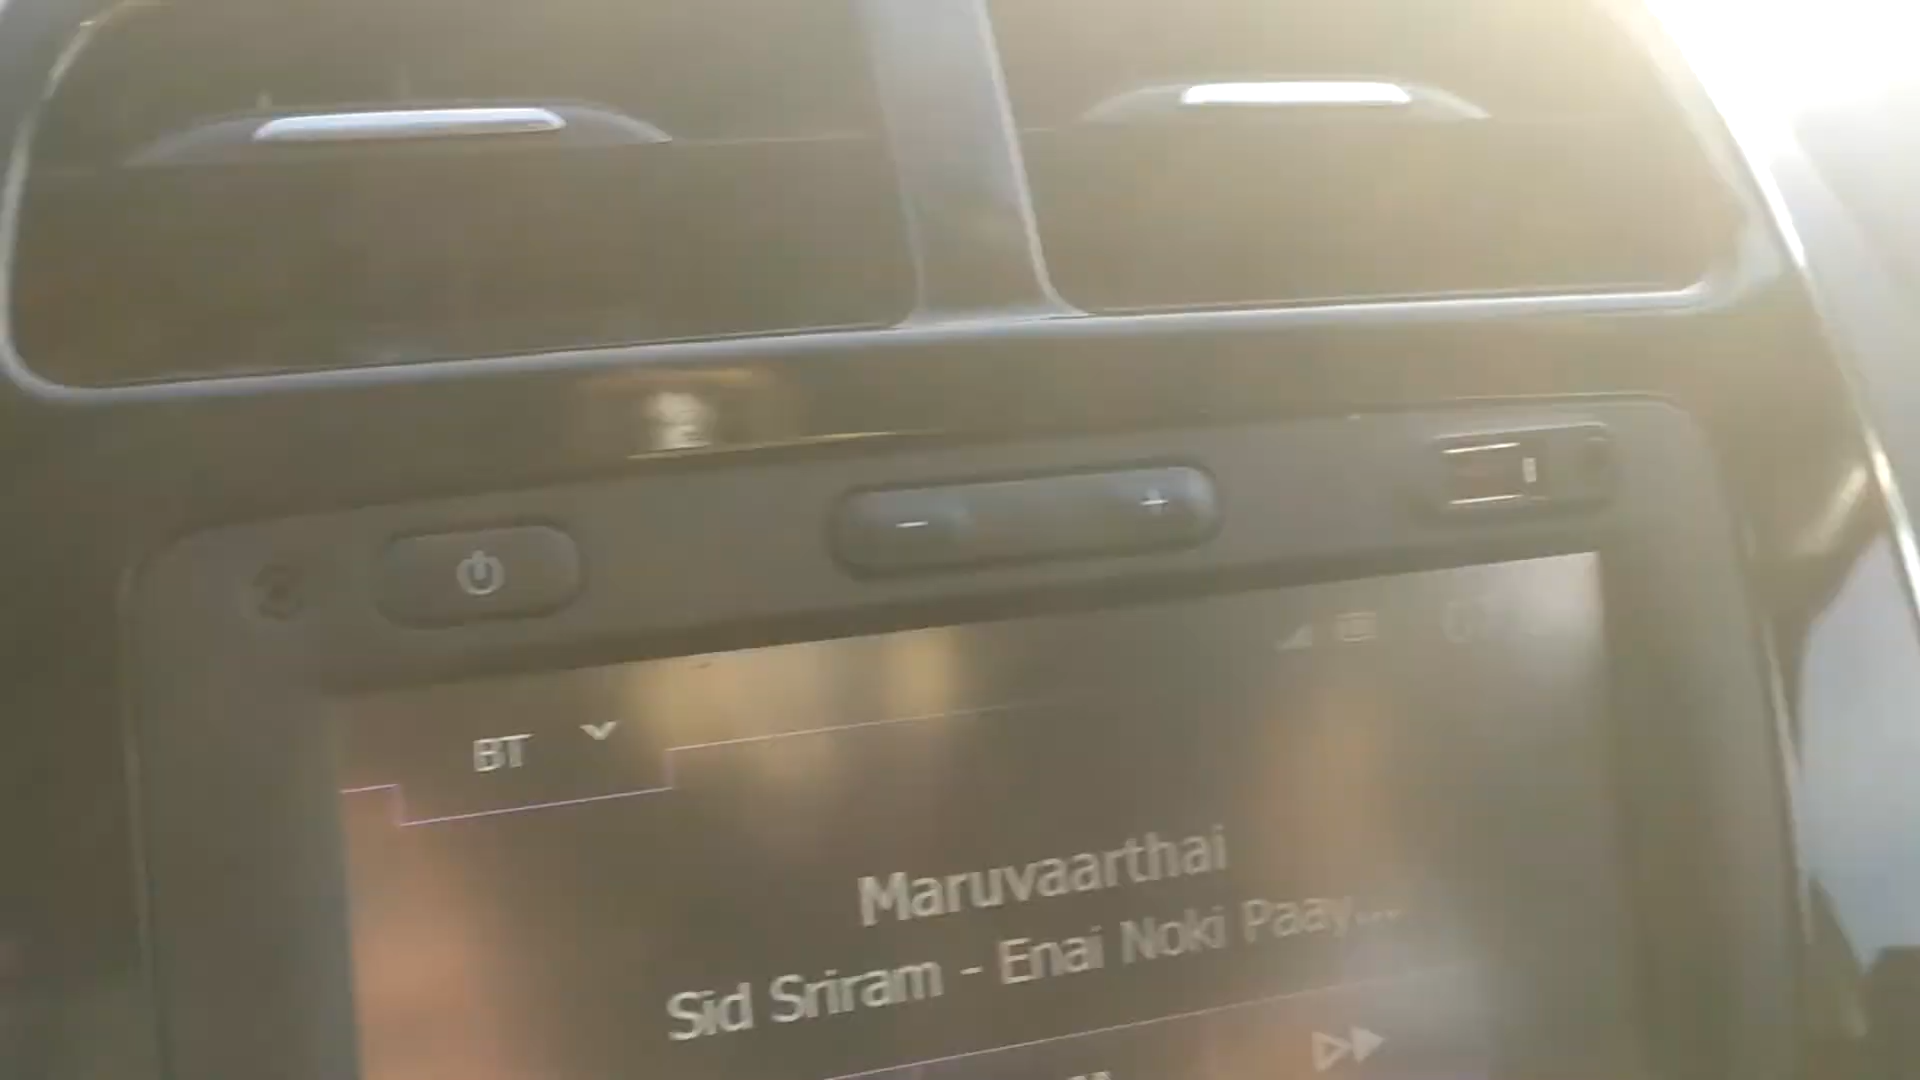 − +
BT
Maruvaarthai
Sid Sriram - Enai Noki Paay...